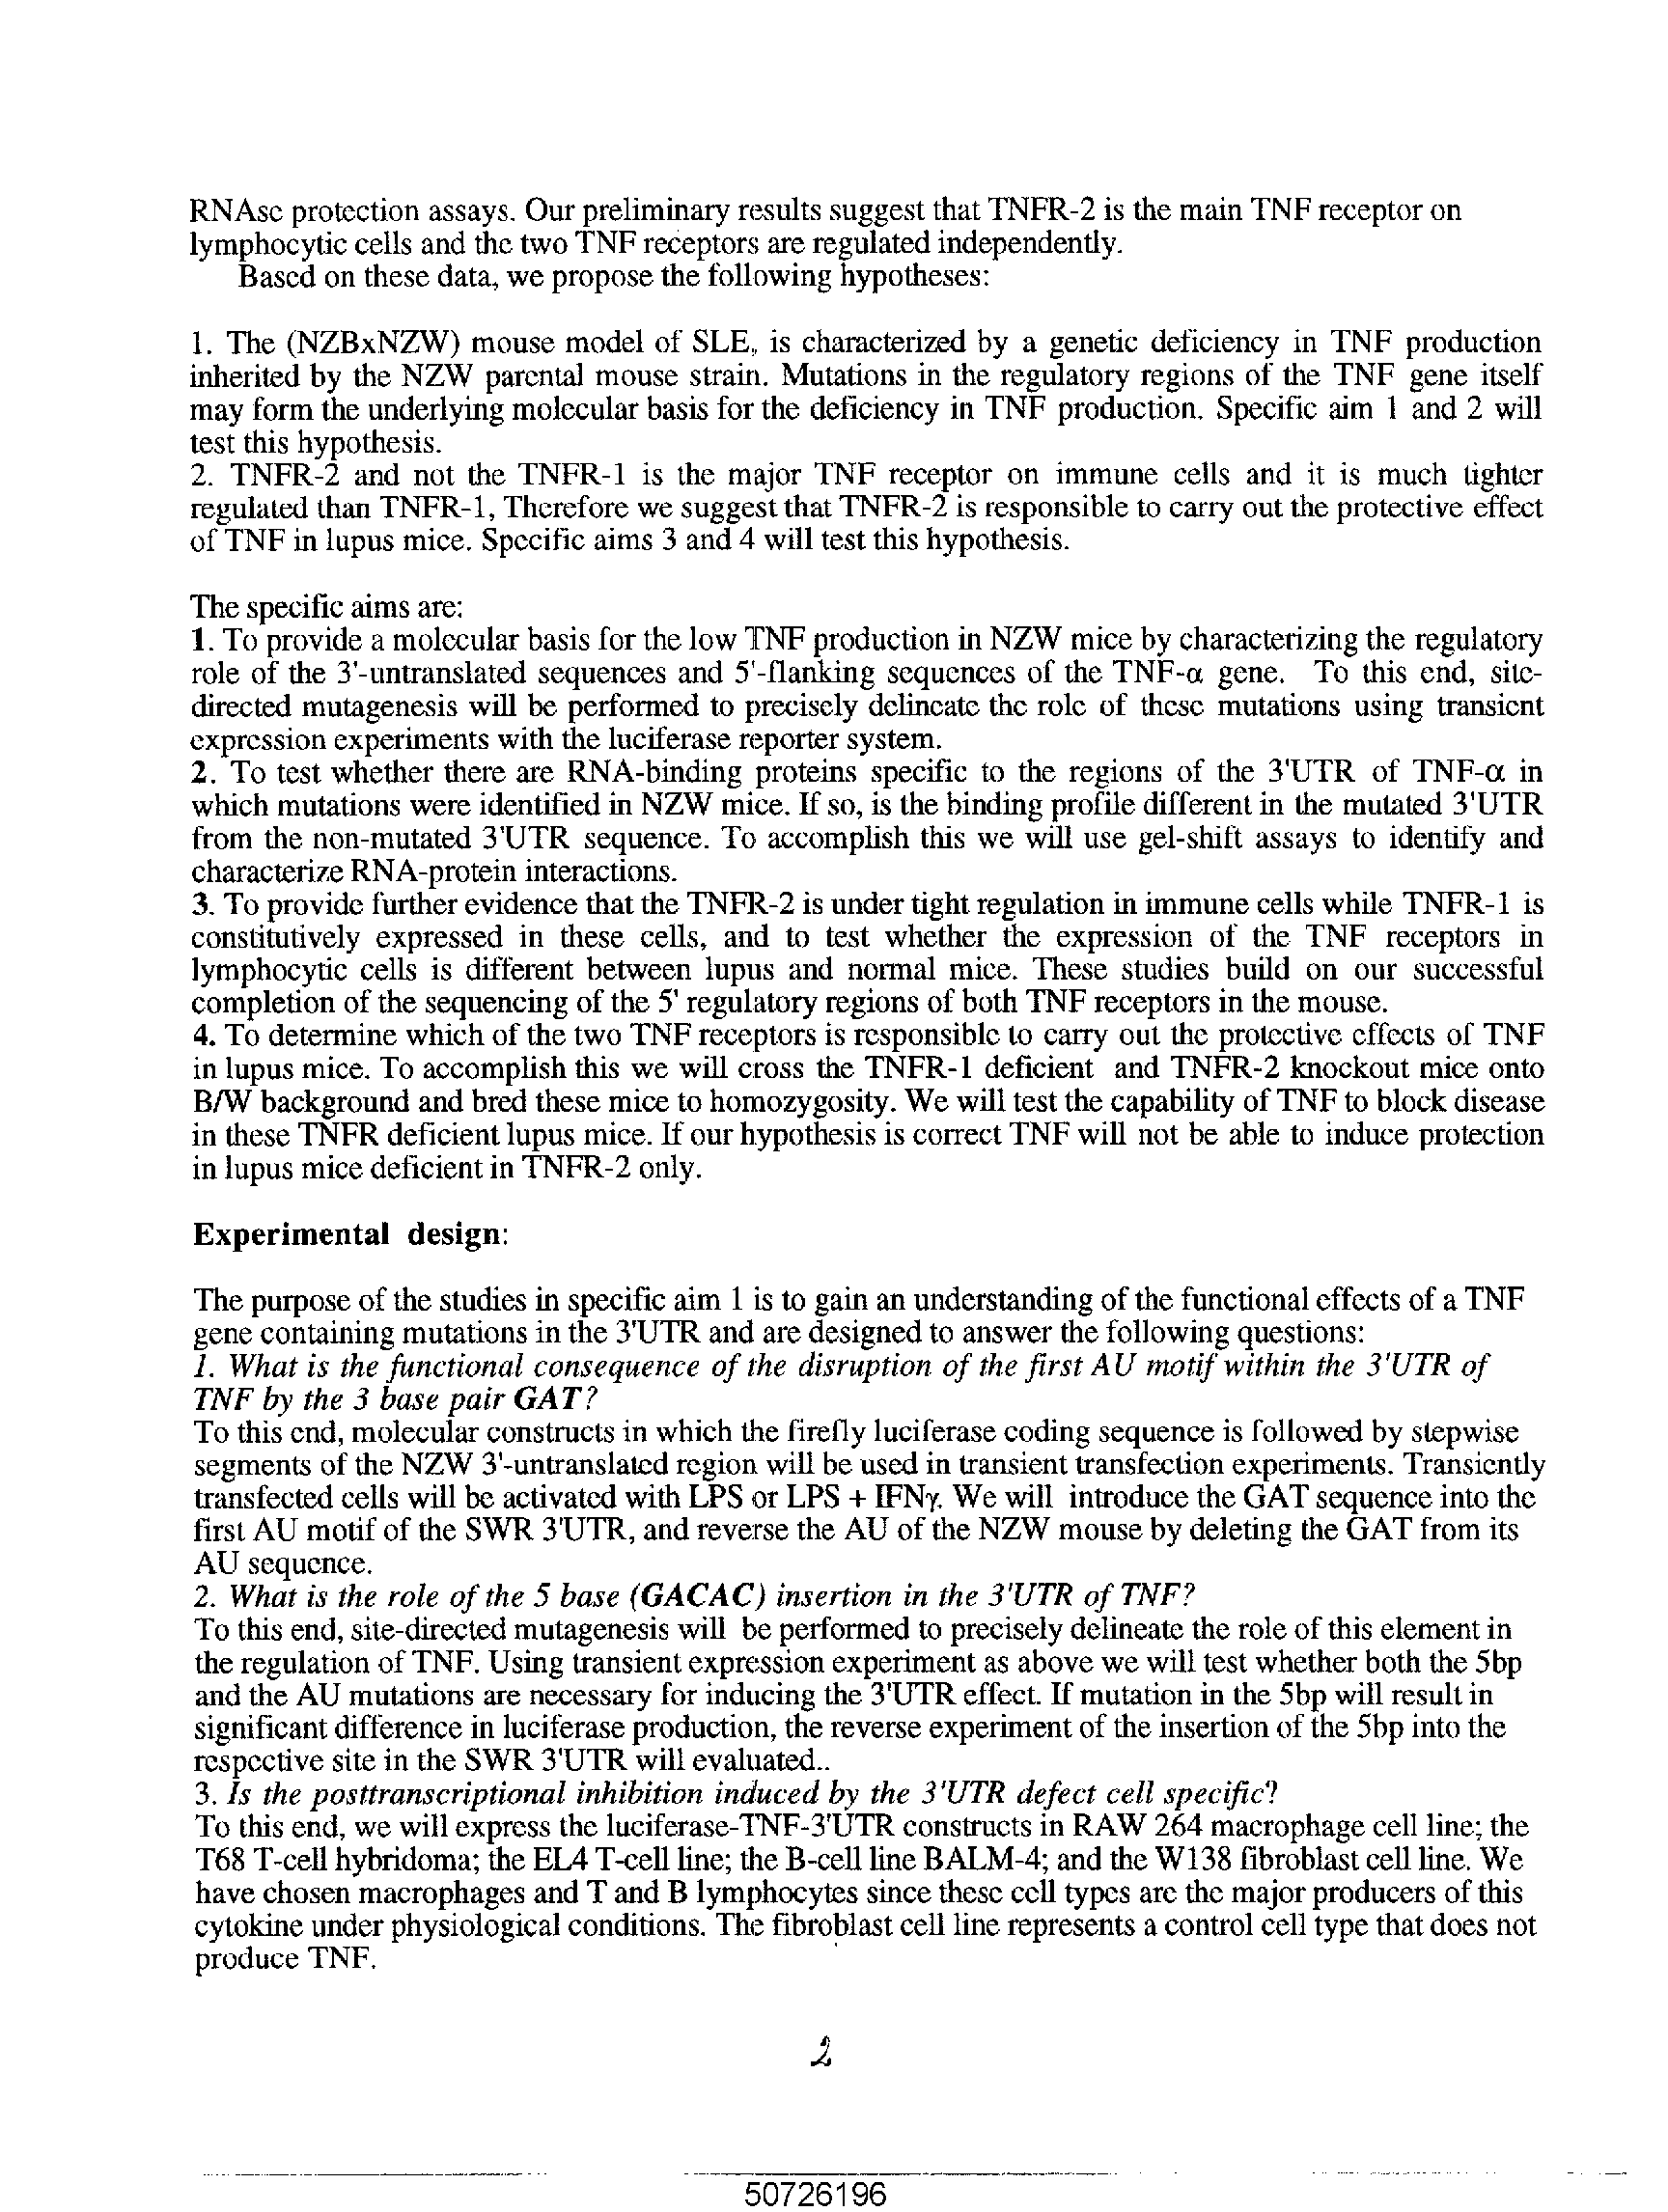 RNAse protection assays. Our preliminary results suggest that TNFR-2 is the main TNF receptor on
lymphocytic cells and the two TNF receptors are regulated independently.
Based on these data, we propose the following hypotheses:
1. The (NZBxNZW) mouse model of SLE, is characterized by a genetic deficiency in TNF production
inherited by the NZW parental mouse strain. Mutations in the regulatory regions of the TNF gene itself
may form the underlying molecular basis for the deficiency in TNF production. Specific aim 1 and 2 will
test this hypothesis.
2. TNFR-2 and not the TNFR-1 is the major TNF receptor on immune cells and it is much tighter
regulated than TNFR-1, Therefore we suggest that TNFR-2 is responsible to carry out the protective effect
of TNF in lupus mice. Specific aims 3 and 4 will test this hypothesis.
The specific aims are:
1. To provide a molecular basis for the low TNF production in NZW mice by characterizing the regulatory
role of the 3'-untranslated sequences and 5'-flanking sequences of the TNF-α gene. To this end, site-
directed mutagenesis will be performed to precisely delineate the role of these mutations using transient
expression experiments with the luciferase reporter system.
2. To test whether there are RNA-binding proteins specific to the regions of the 3'UTR of TNF-α in
which mutations were identified in NZW mice. If so, is the binding profile different in the mutated 3'UTR
from the non-mutated 3'UTR sequence. To accomplish this we will use gel-shift assays to identify and
characterize RNA-protein interactions.
3. To provide further evidence that the TNFR-2 is under tight regulation in immune cells while TNFR-1 is
constitutively expressed in these cells, and to test whether the expression of the TNF receptors in
lymphocytic cells is different between lupus and normal mice. These studies build on our successful
completion of the sequencing of the 5' regulatory regions of both TNF receptors in the mouse.
4. To determine which of the two TNF receptors is responsible to carry out the protective effects of TNF
in lupus mice. To accomplish this we will cross the TNFR-1 deficient and TNFR-2 knockout mice onto
B/W background and bred these mice to homozygosity. We will test the capability of TNF to block disease
in these TNFR deficient lupus mice. If our hypothesis is correct TNF will not be able to induce protection
in lupus mice deficient in TNFR-2 only.
Experimental design:
The purpose of the studies in specific aim 1 is to gain an understanding of the functional effects of a TNF
gene containing mutations in the 3'UTR and are designed to answer the following questions:
1. What is the functional consequence of the disruption of the first AU motif within the 3'UTR of
TNF by the 3 base pair GAT?
To this end, molecular constructs in which the firefly luciferase coding sequence is followed by stepwise
segments of the NZW 3'-untranslated region will be used in transient transfection experiments. Transiently
transfected cells will be activated with LPS or LPS + IFNγ. We will introduce the GAT sequence into the
first AU motif of the SWR 3'UTR, and reverse the AU of the NZW mouse by deleting the GAT from its
AU sequence.
2. What is the role of the 5 base (GACAC) insertion in the 3'UTR of TNF?
To this end, site-directed mutagenesis will be performed to precisely delineate the role of this element in
the regulation of TNF. Using transient expression experiment as above we will test whether both the 5bp
and the AU mutations are necessary for inducing the 3'UTR effect. If mutation in the 5bp will result in
significant difference in luciferase production, the reverse experiment of the insertion of the 5bp into the
respective site in the SWR 3'UTR will evaluated..
3. Is the posttranscriptional inhibition induced by the 3'UTR defect cell specific?
To this end, we will express the luciferase-TNF-3'UTR constructs in RAW 264 macrophage cell line; the
T68 T-cell hybridoma; the EL4 T-cell line; the B-cell line BALM-4; and the W138 fibroblast cell line. We
have chosen macrophages and T and B lymphocytes since these cell types are the major producers of this
cytokine under physiological conditions. The fibroblast cell line represents a control cell type that does not
produce TNF.
2
50726196